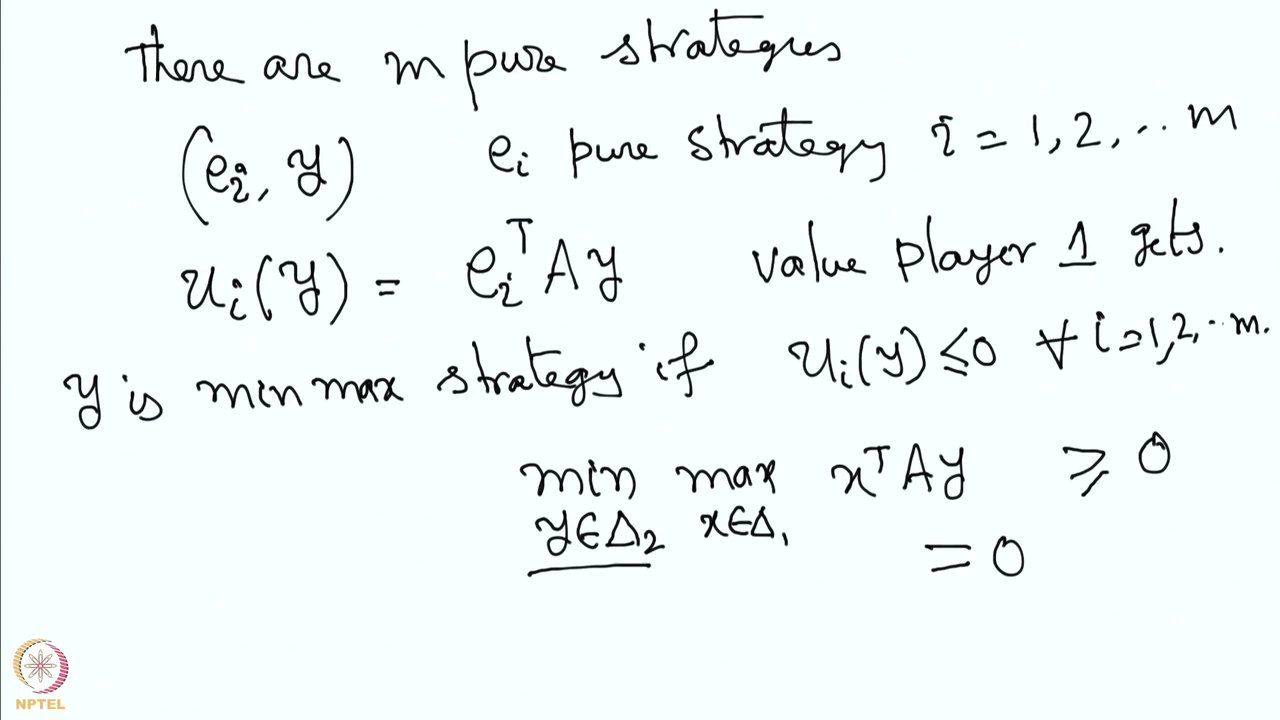 there are m pure strategies
(e_i, y) e_i pure strategy i = 1, 2, .. m
u_i(y) = e_i^T A y value player 1 gets.
y is min max strategy if u_i(y) ≤ 0 ∀ i = 1, 2, .. m.
min max x^T A y ≥ 0
y∈Δ_2 x∈Δ_1 = 0
NPTEL